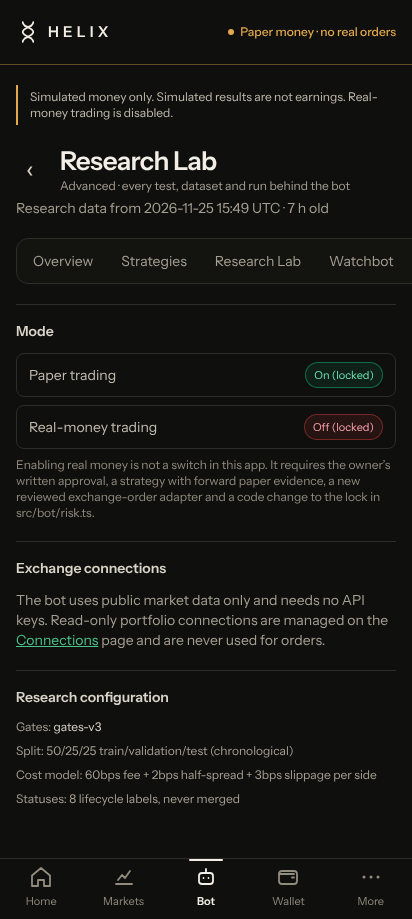 HELIX
Paper money · no real orders
Simulated money only. Simulated results are not earnings. Real-
money trading is disabled.
Research Lab
Advanced · every test, dataset and run behind the bot
Research data from 2026-11-25 15:49 UTC · 7 h old
Overview Strategies Research Lab Watchbot
Mode
Paper trading On (locked)
Real-money trading Off (locked)
Enabling real money is not a switch in this app. It requires the owner's
written approval, a strategy with forward paper evidence, a new
reviewed exchange-order adapter and a code change to the lock in
src/bot/risk.ts.
Exchange connections
The bot uses public market data only and needs no API
keys. Read-only portfolio connections are managed on the
Connections page and are never used for orders.
Research configuration
Gates: gates-v3
Split: 50/25/25 train/validation/test (chronological)
Cost model: 60bps fee + 2bps half-spread + 3bps slippage per side
Statuses: 8 lifecycle labels, never merged
Home Markets Bot Wallet More